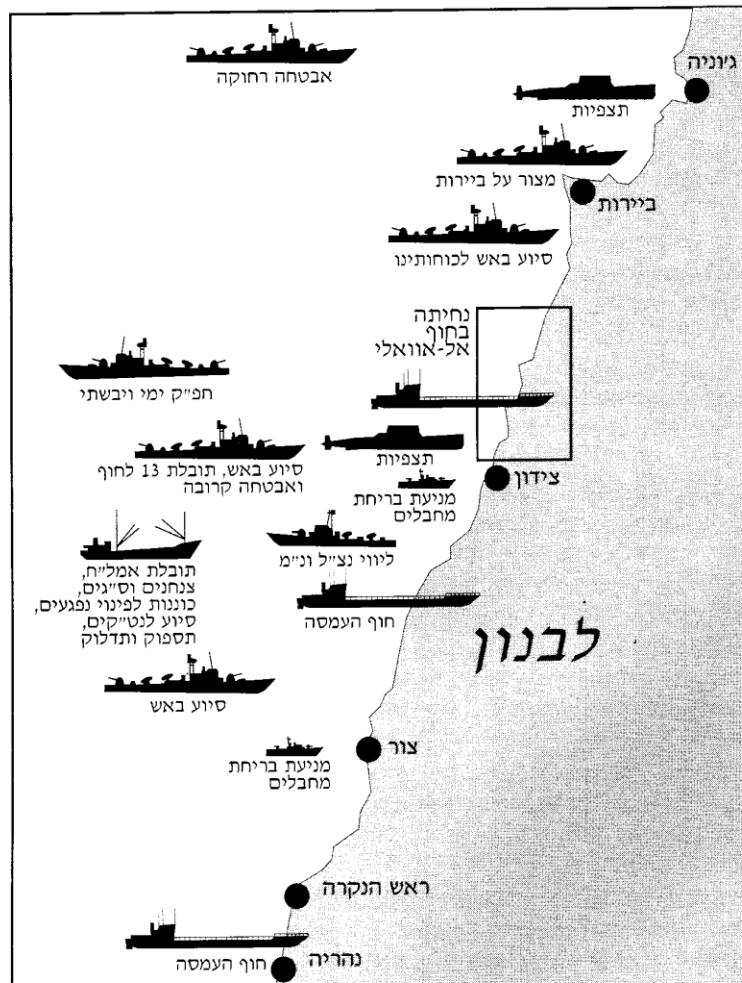 אבטחה רחוקה
ג׳וניה
תצפיות
מצור על ביירות
ביירות
סיוע באש לכוחותינו
נחיתה
בחוף
אל-אוואלי
חפ״ק ימי ויבשתי
סיוע באש, תובלת 13 לחוף
ואבטחה קרובה
תצפיות
צידון
מניעת בריחת
מחבלים
תובלת אמל״ח,
צנחנים וס״גים,
כוננות לפינוי נפגעים,
סיוע לנט״קים,
תספוק ותדלוק
ליווי נצ״ל ונ״מ
חוף העמסה
לבנון
סיוע באש
צור
מניעת בריחת
מחבלים
ראש הנקרה
חוף העמסה
נהריה